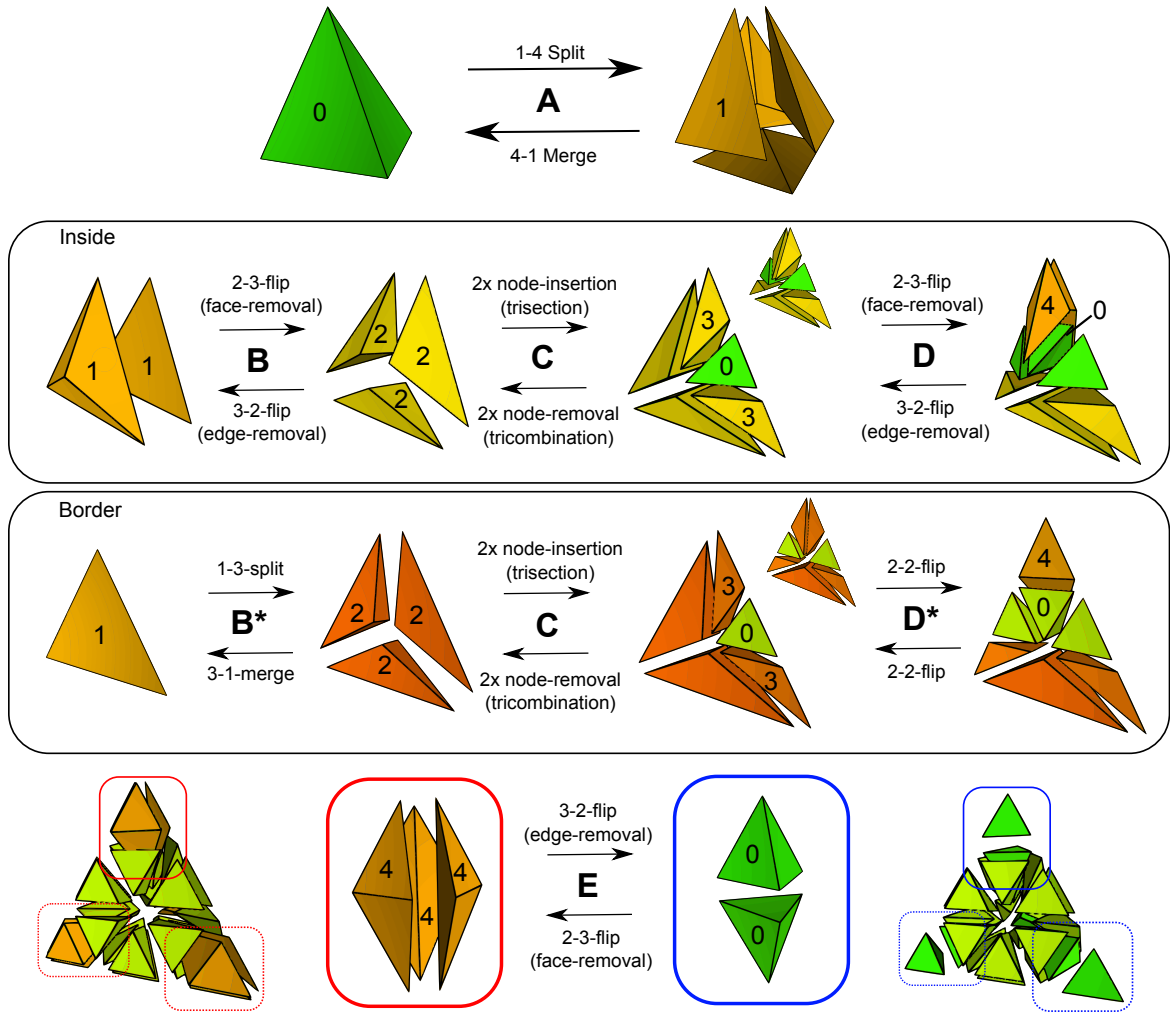 1-4 Split
A
4-1 Merge
0
1
Inside
1
1
2-3-flip
(face-removal)
B
3-2-flip
(edge-removal)
2
2
2
2x node-insertion
(trisection)
C
2x node-removal
(tricombination)
3
0
3
2-3-flip
(face-removal)
D
3-2-flip
(edge-removal)
4
0
Border
1
1-3-split
B*
3-1-merge
2
2
2
2x node-insertion
(trisection)
C
2x node-removal
(tricombination)
3
0
3
2-2-flip
D*
2-2-flip
4
0
4
4
4
3-2-flip
(edge-removal)
E
2-3-flip
(face-removal)
0
0